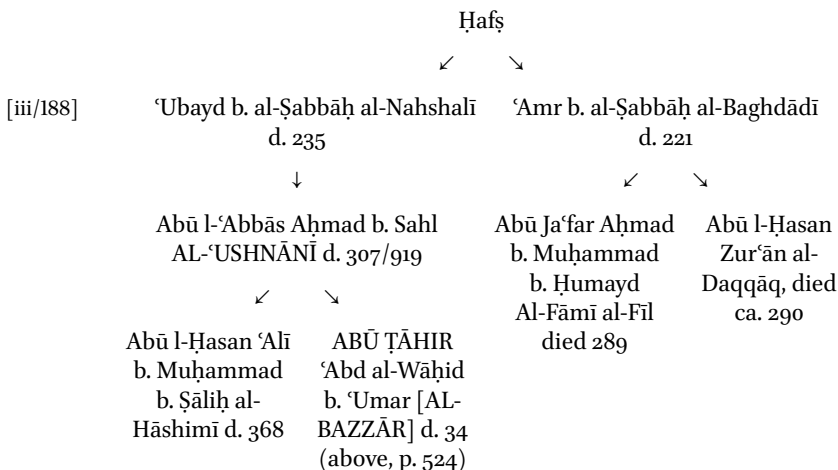 Ḥafṣ
↙ ↘
[iii/188] ʿUbayd b. al-Ṣabbāḥ al-Nahshalī ʿAmr b. al-Ṣabbāḥ al-Baghdādī
d. 235 d. 221
↓ ↙ ↘
Abū l-ʿAbbās Aḥmad b. Sahl
AL-ʿUSHNĀNĪ d. 307/919
Abū Jaʿfar Aḥmad
b. Muḥammad
b. Ḥumayd
Al-Fāmī al-Fīl
died 289
Abū l-Ḥasan
Zurʿān al-
Daqqāq, died
ca. 290
↙ ↘
Abū l-Ḥasan ʿAlī
b. Muḥammad
b. Ṣāliḥ al-
Hāshimī d. 368
ABŪ ṬĀHIR
ʿAbd al-Wāḥid
b. ʿUmar [AL-
BAZZĀR] d. 34
(above, p. 524)